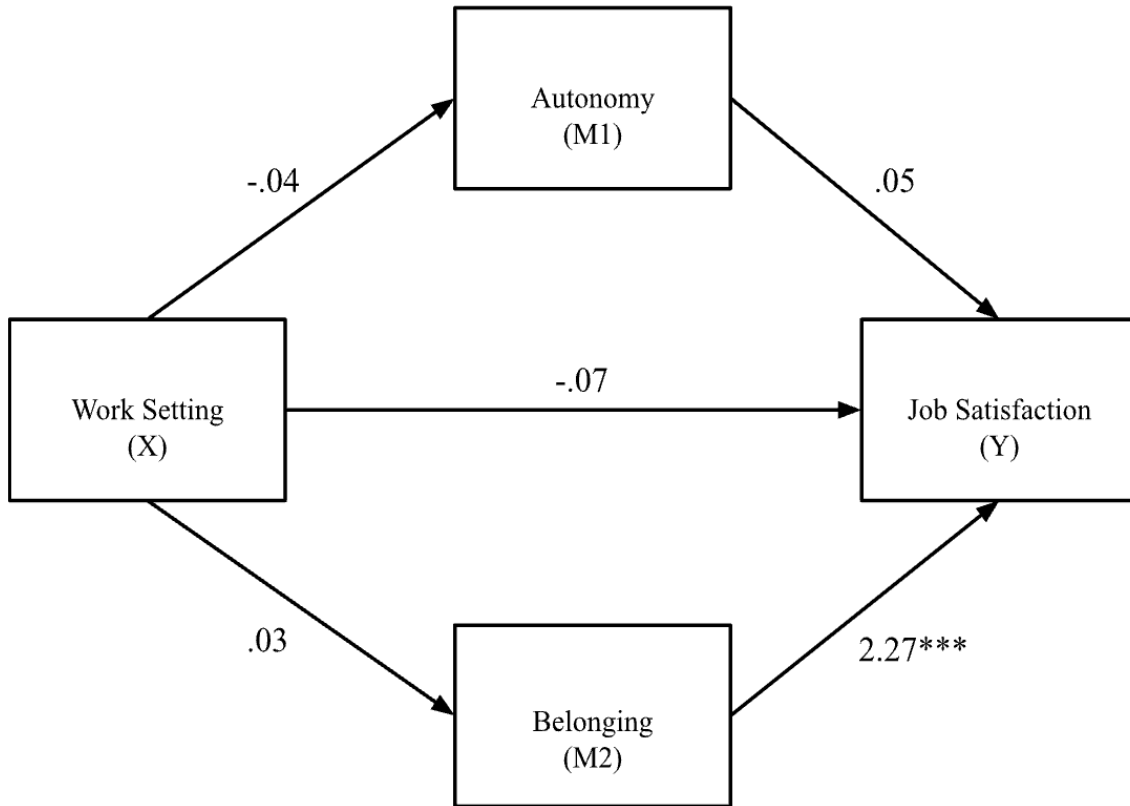 Autonomy
(M1)
-.04
.05
-.07
Work Setting
(X)
Job Satisfaction
(Y)
.03
2.27***
Belonging
(M2)